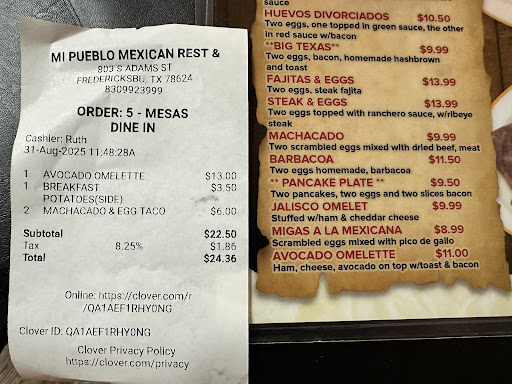 MI PUEBLO MEXICAN REST &
803 S ADAMS ST
FREDERICKSBU, TX 78624
8309923999
ORDER: 5 - MESAS
DINE IN
Cashier: Ruth
31-Aug-2025 11:48:28A
1 AVOCADO OMELETTE $13.00
1 BREAKFAST $3.50
POTATOES(SIDE)
2 MACHACADO & EGG TACO $6.00
Subtotal $22.50
Tax 8.25% $1.86
Total $24.36
Online: https://clover.com/r
/QA1AEF1RHY0NG
Clover ID: QA1AEF1RHY0NG
Clover Privacy Policy
https://clover.com/privacy
sauce
HUEVOS DIVORCIADOS $10.50
Two eggs, one topped in green sauce, the other
in red sauce w/bacon
**BIG TEXAS** $9.99
Two eggs, bacon, homemade hashbrown
and toast
FAJITAS & EGGS $13.99
Two eggs, steak fajita
STEAK & EGGS $13.99
Two eggs topped with ranchero sauce, w/ribeye
steak
MACHACADO $9.99
Two scrambled eggs mixed with dried beef, meat
BARBACOA $11.50
Two eggs homemade, barbacoa
** PANCAKE PLATE ** $9.50
Two pancakes, two eggs and two slices bacon
JALISCO OMELET $9.99
Stuffed w/ham & cheddar cheese
MIGAS A LA MEXICANA $8.99
Scrambled eggs mixed with pico de gallo
AVOCADO OMELETTE $11.00
Ham, cheese, avocado on top w/toast & bacon